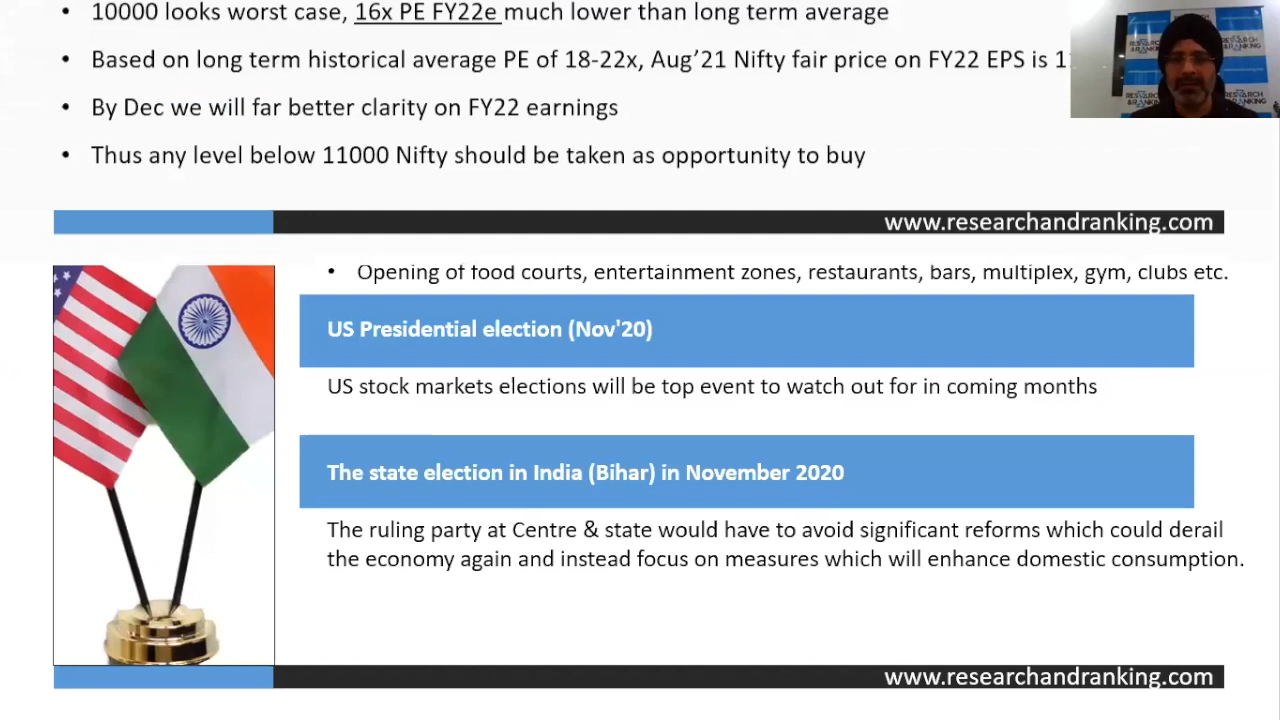 10000 looks worst case, 16x PE FY22e much lower than long term average
Based on long term historical average PE of 18-22x, Aug’21 Nifty fair price on FY22 EPS is
By Dec we will far better clarity on FY22 earnings
Thus any level below 11000 Nifty should be taken as opportunity to buy
www.researchandranking.com
Opening of food courts, entertainment zones, restaurants, bars, multiplex, gym, clubs etc.
US Presidential election (Nov'20)
US stock markets elections will be top event to watch out for in coming months
The state election in India (Bihar) in November 2020
The ruling party at Centre & state would have to avoid significant reforms which could derail
the economy again and instead focus on measures which will enhance domestic consumption.
www.researchandranking.com